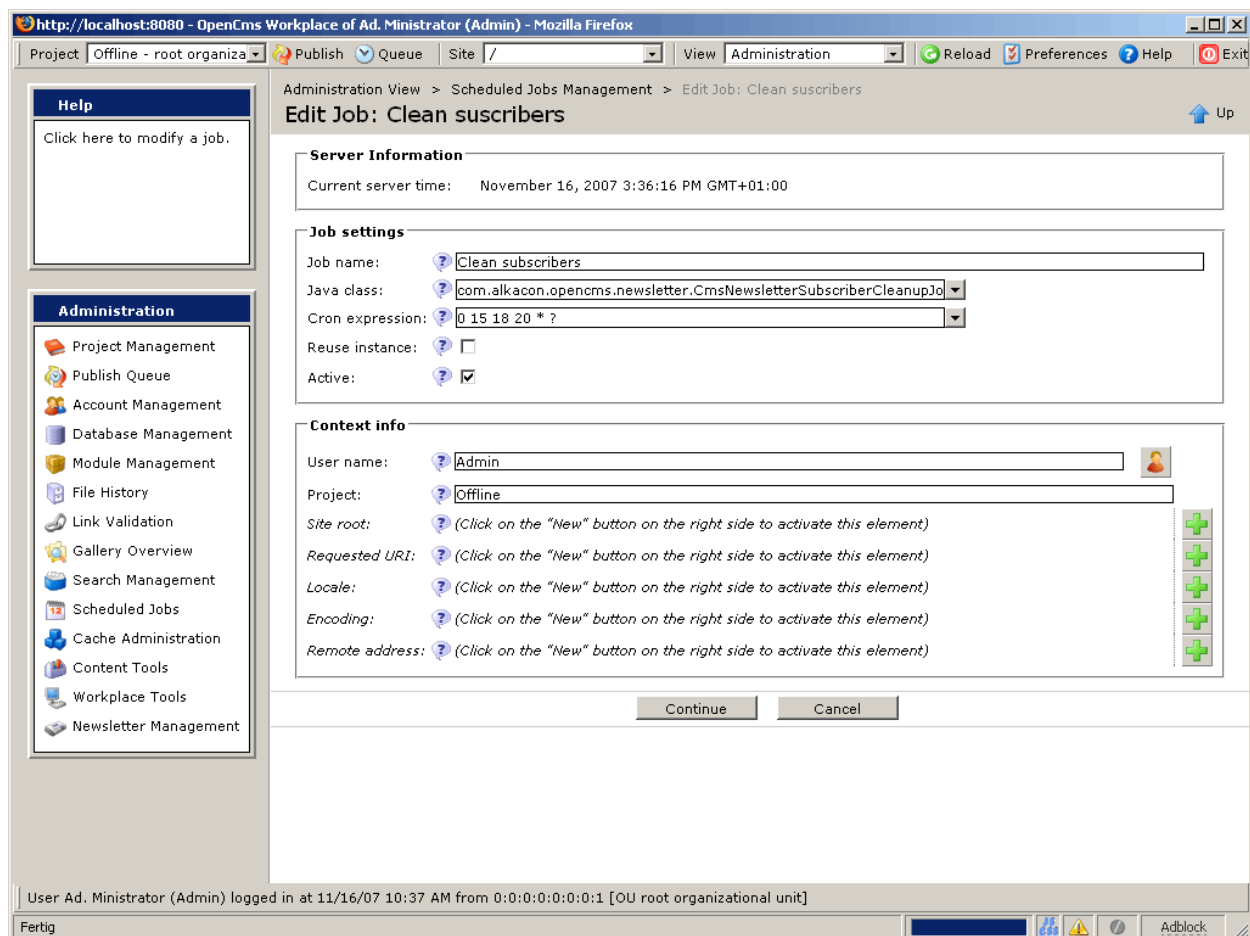 http://localhost:8080 - OpenCms Workplace of Ad. Ministrator (Admin) - Mozilla Firefox
Project Offline - root organiza Publish Queue Site / View Administration Reload Preferences Help Exit
Help
Click here to modify a job.
Administration
Project Management
Publish Queue
Account Management
Database Management
Module Management
File History
Link Validation
Gallery Overview
Search Management
Scheduled Jobs
Cache Administration
Content Tools
Workplace Tools
Newsletter Management
Administration View > Scheduled Jobs Management > Edit Job: Clean suscribers
Edit Job: Clean suscribers
Up
Server Information
Current server time: November 16, 2007 3:36:16 PM GMT+01:00
Job settings
Job name: Clean subscribers
Java class: com.alkacon.opencms.newsletter.CmsNewsletterSubscriberCleanupJo
Cron expression: 0 15 18 20 * ?
Reuse instance:
Active:
Context info
User name: Admin
Project: Offline
Site root: (Click on the "New" button on the right side to activate this element)
Requested URI: (Click on the "New" button on the right side to activate this element)
Locale: (Click on the "New" button on the right side to activate this element)
Encoding: (Click on the "New" button on the right side to activate this element)
Remote address: (Click on the "New" button on the right side to activate this element)
Continue Cancel
User Ad. Ministrator (Admin) logged in at 11/16/07 10:37 AM from 0:0:0:0:0:0:0:1 [OU root organizational unit]
Fertig JS CSS Adblock